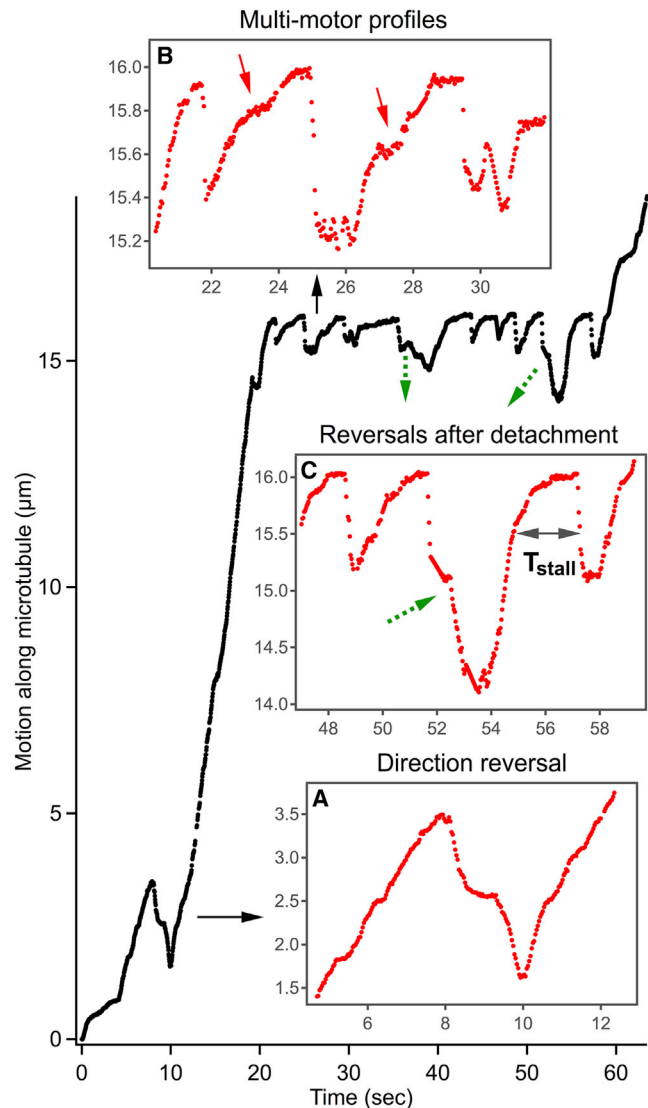 Multi-motor profiles
B
16.0
15.8
15.6
15.4
15.2
22 24 26 28 30
Reversals after detachment
C
16.0
15.5
15.0
14.5
14.0
Tstall
48 50 52 54 56 58
Direction reversal
A
3.5
3.0
2.5
2.0
1.5
6 8 10 12
Motion along microtubule (µm)
15
10
5
0
0 10 20 30 40 50 60
Time (sec)